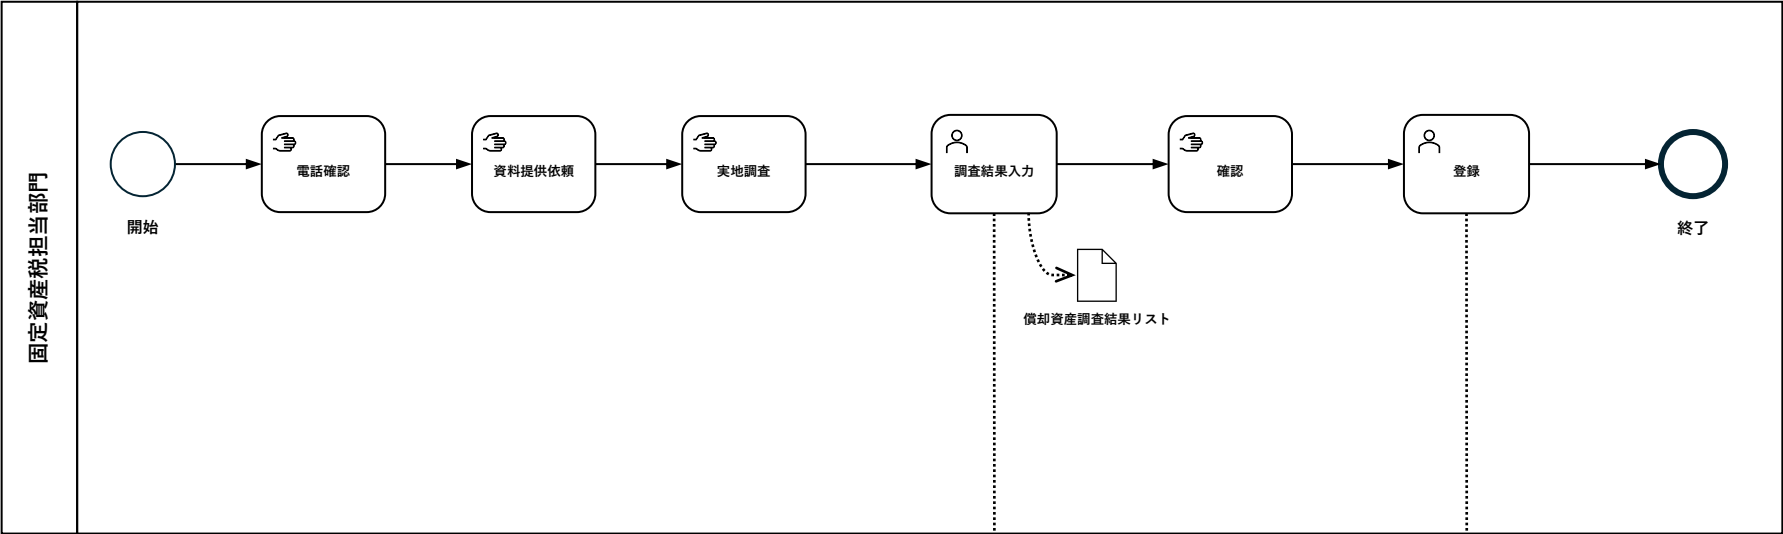 固定資産税担当部門
開始
電話確認
資料提供依頼
実地調査
調査結果入力
確認
登録
終了
償却資産調査結果リスト